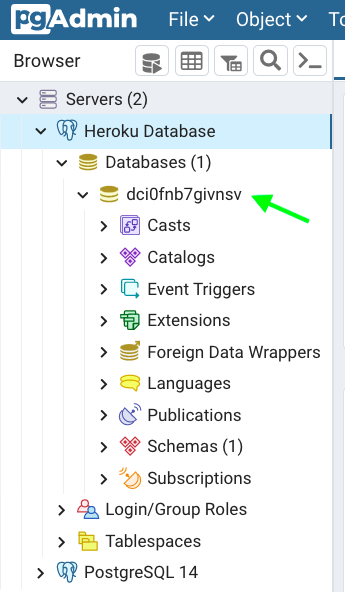 pgAdmin File Object To
Browser
Servers (2)
Heroku Database
Databases (1)
dci0fnb7givnsv
Casts
Catalogs
Event Triggers
Extensions
Foreign Data Wrappers
Languages
Publications
Schemas (1)
Subscriptions
Login/Group Roles
Tablespaces
PostgreSQL 14